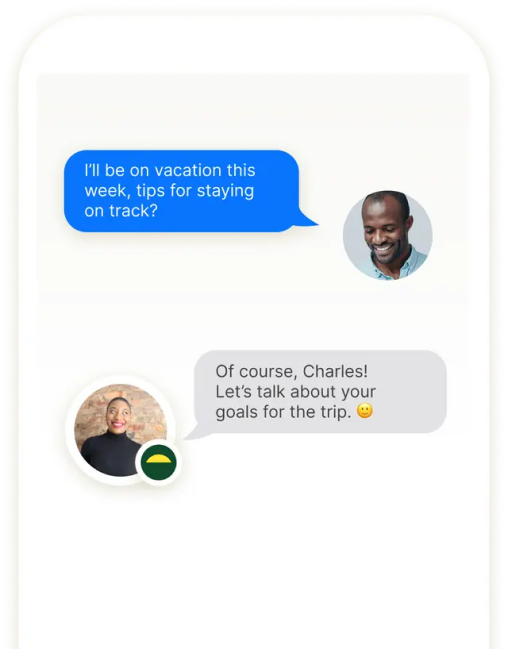 I'll be on vacation this
week, tips for staying
on track?
Of course, Charles!
Let's talk about your
goals for the trip. 🙂